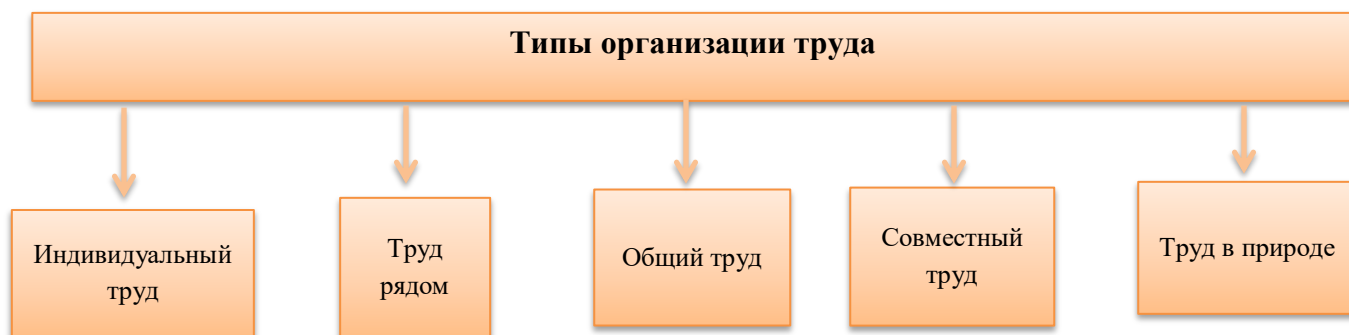 Типы организации труда
Индивидуальный
труд
Труд
рядом
Общий труд
Совместный
труд
Труд в природе